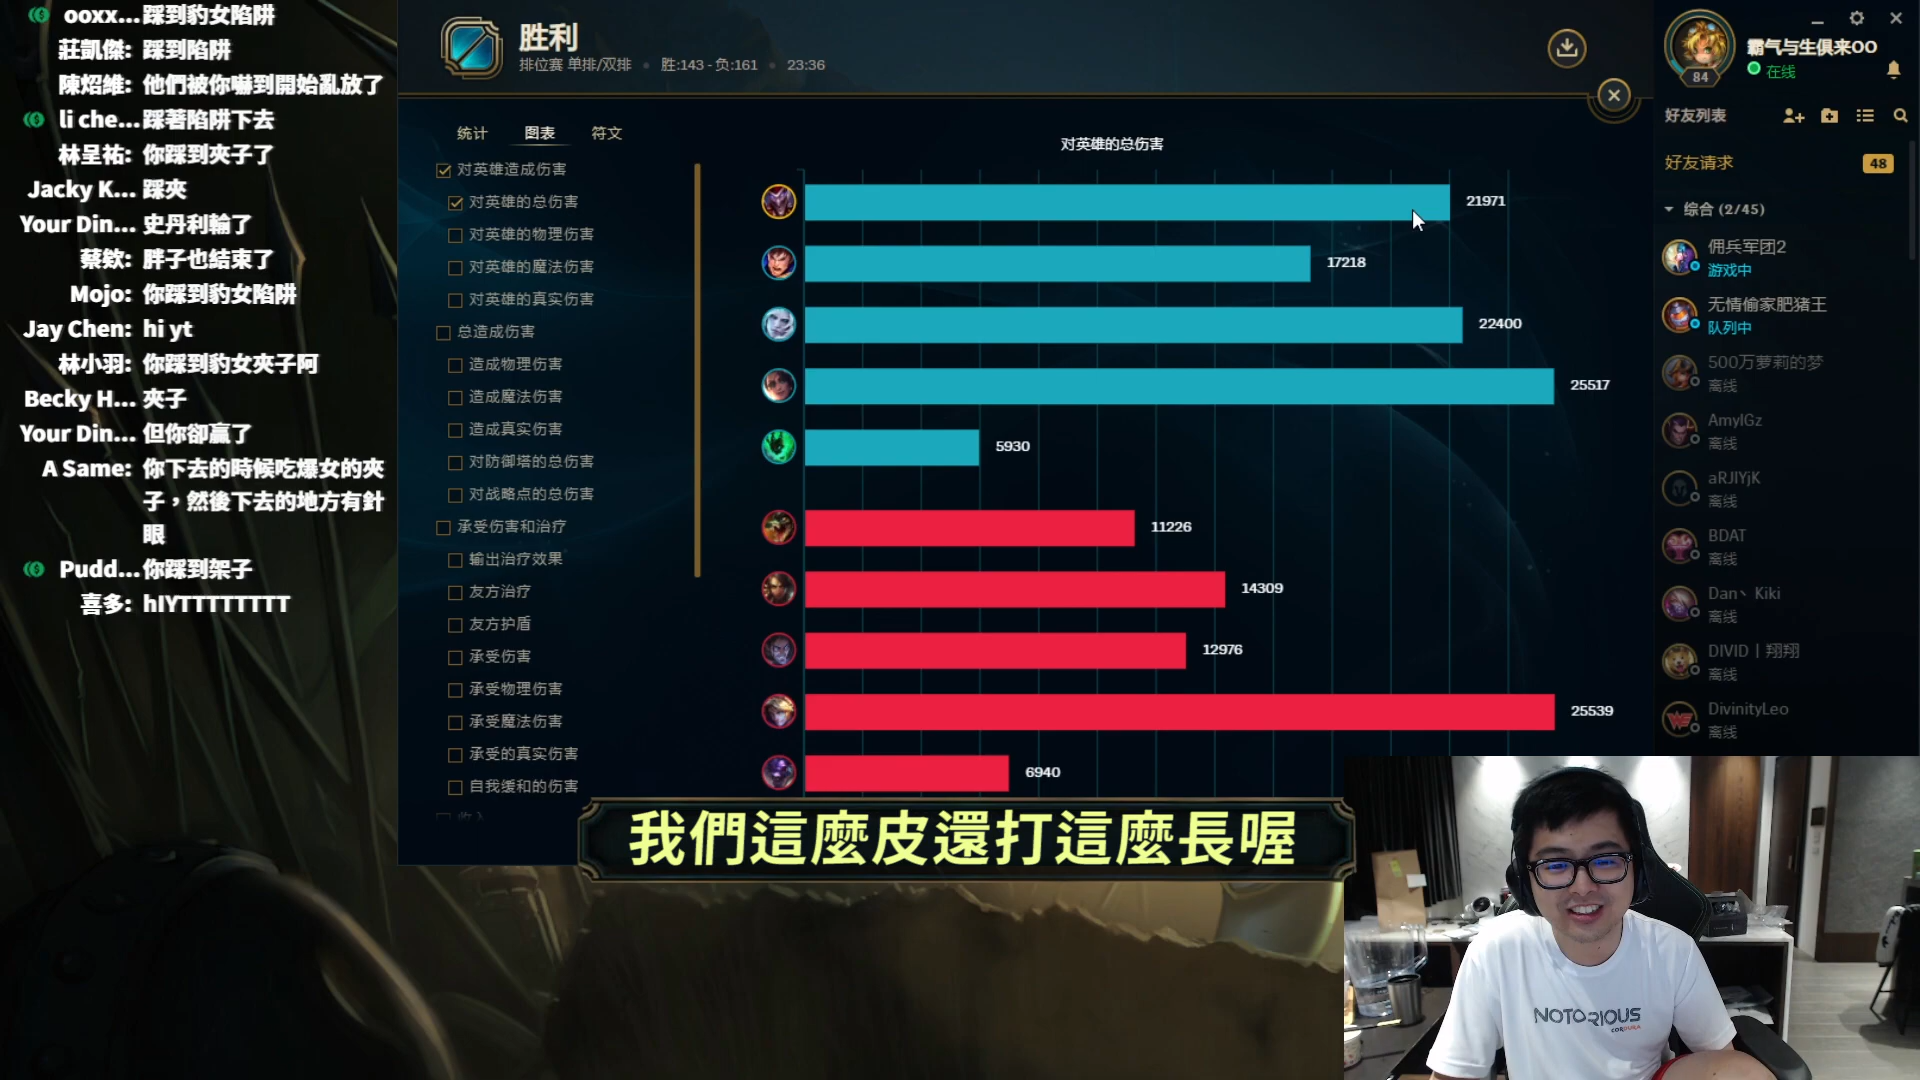 ooxx...踩到豹女陷阱
莊凱傑: 踩到陷阱
陳炤維: 他們被你嚇到開始亂放了
li che...踩著陷阱下去
林呈祐: 你踩到夾子了
Jacky K... 踩夾
Your Din... 史丹利輸了
蔡欸: 胖子也結束了
Mojo: 你踩到豹女陷阱
Jay Chen: hi yt
林小羽: 你踩到豹女夾子阿
Becky H... 夾子
Your Din... 但你卻贏了
A Same: 你下去的時候吃爆女的夾
子，然後下去的地方有針
眼
Pudd...你踩到架子
喜多: hIYTTTTTTTT
胜利
排位赛 单排/双排 • 胜:143 - 负:161 • 23:36
统计 图表 符文
对英雄造成伤害
对英雄的总伤害
对英雄的物理伤害
对英雄的魔法伤害
对英雄的真实伤害
总造成伤害
造成物理伤害
造成魔法伤害
造成真实伤害
对防御塔的总伤害
对战略点的总伤害
承受伤害和治疗
输出治疗效果
友方治疗
友方护盾
承受伤害
承受物理伤害
承受魔法伤害
承受的真实伤害
自我缓和的伤害
收入
对英雄的总伤害
21971
17218
22400
25517
5930
11226
14309
12976
25539
6940
84
霸气与生俱来OO
在线
好友列表
好友请求 48
综合 (2/45)
佣兵军团2
游戏中
无情偷家肥猪王
队列中
500万萝莉的梦
离线
AmylGz
离线
aRJIYjK
离线
BDAT
离线
Dan丶 Kiki
离线
DIVID丨翔翔
离线
DivinityLeo
离线
我們這麼皮還打這麼長喔
NOTORIOUS
CORDURA